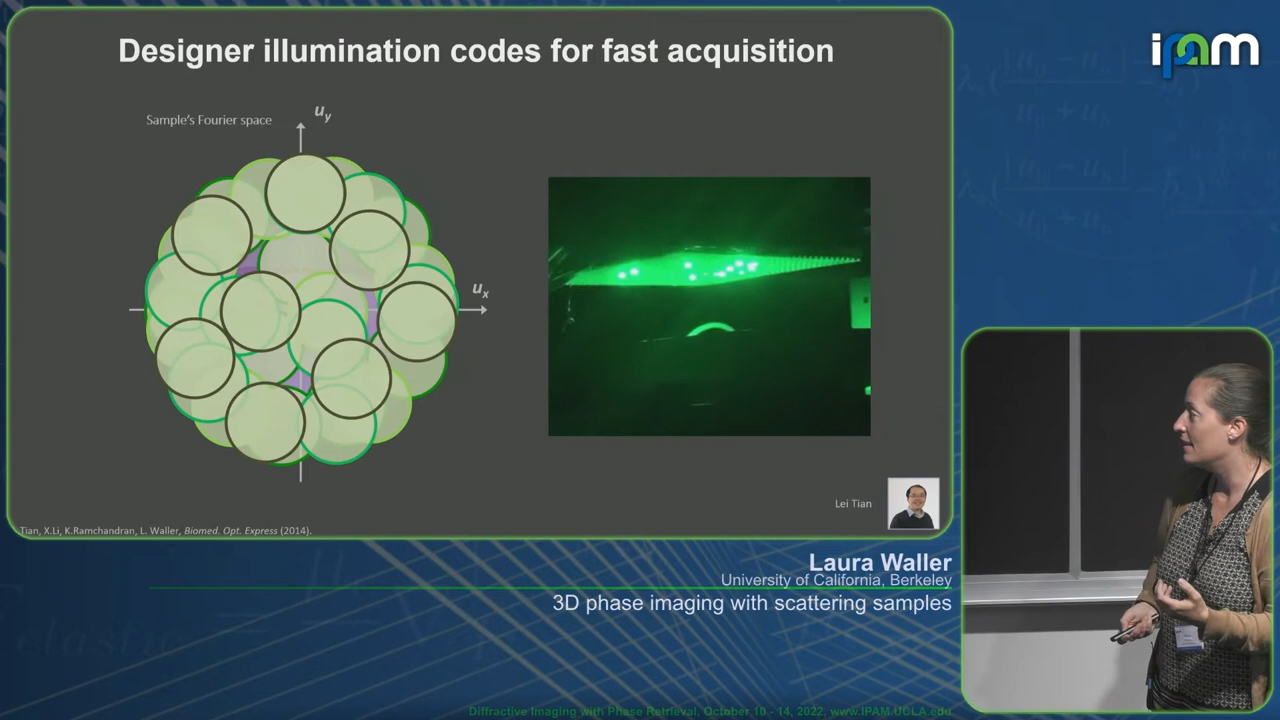 Designer illumination codes for fast acquisition
ipam
Sample's Fourier space
uy
ux
Lei Tian
Tian, X.Li, K.Ramchandran, L. Waller, Biomed. Opt. Express (2014).
Laura Waller
University of California, Berkeley
3D phase imaging with scattering samples
Diffractive Imaging with Phase Retrieval, October 10 - 14, 2022, www.IPAM.UCLA.edu